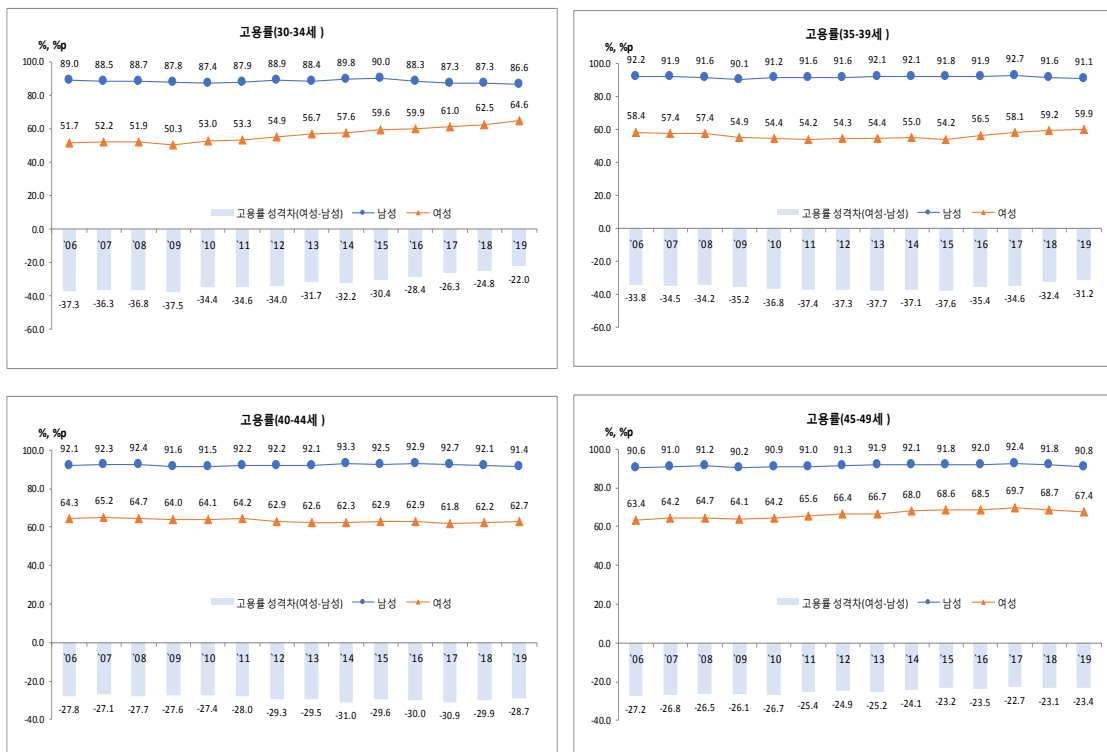 고용률(30-34세 )
%, %p
100.0
89.0 88.5 88.7 87.8 87.4 87.9 88.9 88.4 89.8 90.0 88.3 87.3 87.3 86.6
80.0
51.7 52.2 51.9 50.3 53.0 53.3 54.9 56.7 57.6 59.6 59.9 61.0 62.5 64.6
60.0
40.0
20.0
고용률 성격차(여성-남성) 남성 여성
0.0
`06 `07 `08 `09 `10 `11 `12 `13 `14 `15 `16 `17 `18 `19
-20.0
-37.3 -36.3 -36.8 -37.5 -34.4 -34.6 -34.0 -31.7 -32.2 -30.4 -28.4 -26.3 -24.8 -22.0
-40.0
-60.0
고용률(35-39세 )
%, %p
92.2 91.9 91.6 90.1 91.2 91.6 91.6 92.1 92.1 91.8 91.9 92.7 91.6 91.1
100.0
80.0
58.4 57.4 57.4 54.9 54.4 54.2 54.3 54.4 55.0 54.2 56.5 58.1 59.2 59.9
60.0
40.0
20.0
고용률 성격차(여성-남성) 남성 여성
0.0
`06 `07 `08 `09 `10 `11 `12 `13 `14 `15 `16 `17 `18 `19
-20.0
-33.8 -34.5 -34.2 -35.2 -36.8 -37.4 -37.3 -37.7 -37.1 -37.6 -35.4 -34.6 -32.4 -31.2
-40.0
-60.0
고용률(40-44세 )
%, %p
92.1 92.3 92.4 91.6 91.5 92.2 92.2 92.1 93.3 92.5 92.9 92.7 92.1 91.4
100.0
80.0
64.3 65.2 64.7 64.0 64.1 64.2 62.9 62.6 62.3 62.9 62.9 61.8 62.2 62.7
60.0
40.0
20.0
고용률 성격차(여성-남성) 남성 여성
0.0
`06 `07 `08 `09 `10 `11 `12 `13 `14 `15 `16 `17 `18 `19
-20.0
-27.8 -27.1 -27.7 -27.6 -27.4 -28.0 -29.3 -29.5 -31.0 -29.6 -30.0 -30.9 -29.9 -28.7
-40.0
고용률(45-49세 )
%, %p
90.6 91.0 91.2 90.2 90.9 91.0 91.3 91.9 92.1 91.8 92.0 92.4 91.8 90.8
100.0
80.0
63.4 64.2 64.7 64.1 64.2 65.6 66.4 66.7 68.0 68.6 68.5 69.7 68.7 67.4
60.0
40.0
20.0
고용률 성격차(여성-남성) 남성 여성
0.0
`06 `07 `08 `09 `10 `11 `12 `13 `14 `15 `16 `17 `18 `19
-20.0
-27.2 -26.8 -26.5 -26.1 -26.7 -25.4 -24.9 -25.2 -24.1 -23.2 -23.5 -22.7 -23.1 -23.4
-40.0